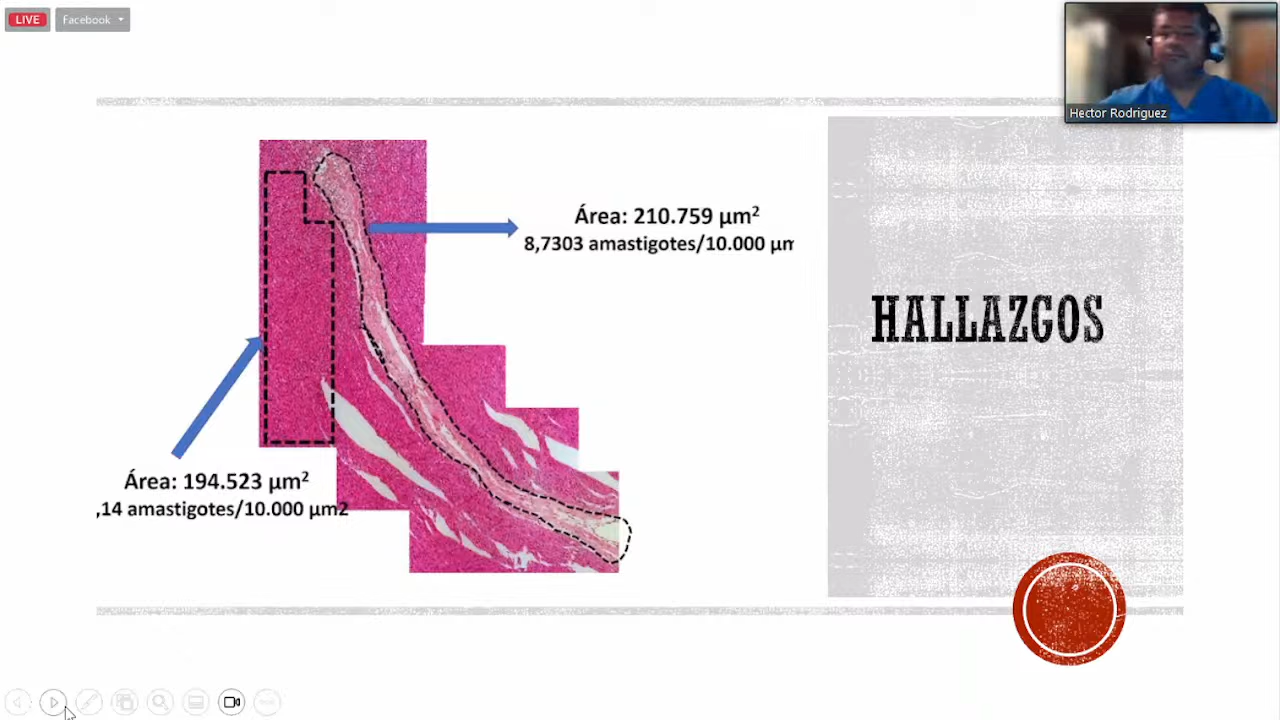 LIVE
Facebook
Hector Rodriguez
Área: 210.759 µm²
8,7303 amastigotes/10.000 µm
HALLAZGOS
Área: 194.523 µm²
,14 amastigotes/10.000 µm2